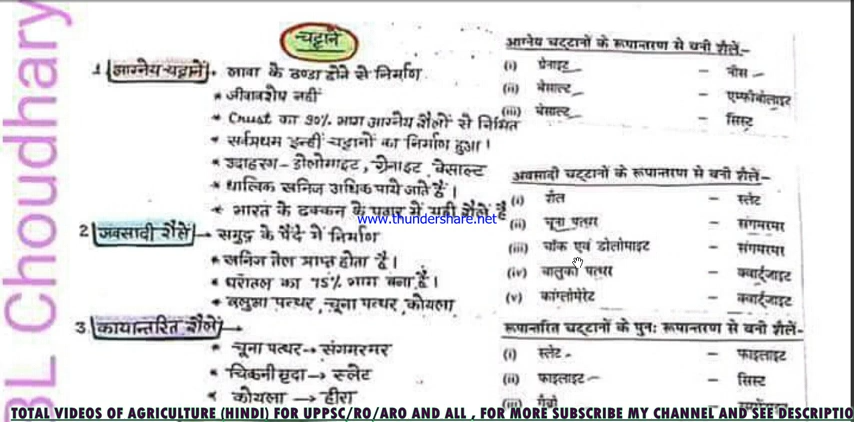 BL Choudhary
चट्टानें
1 आग्नेय चट्टानें • लावा के ठण्डा होने से निर्माण
* जीवावशेष नहीं
* Crust का 90% भाग आग्नेय शैलों से निर्मित
* सर्वप्रथम इन्हीं चट्टानों का निर्माण हुआ।
* उदाहरण - डोलोमाइट, ग्रेनाइट बेसाल्ट
* धात्विक खनिज अधिक पाये जाते हैं।
* भारत के दक्कन के पठार में यही शैलें हैं
www.thundershare.net
2 अवसादी शैलें → समुद्र के पैंदे में निर्माण
* खनिज तेल प्राप्त होता है।
* धरातल का 75% भाग बना है।
* बलुआ पत्थर, चूना पत्थर, कोयला
3. कायान्तरित शैलें →
* चूना पत्थर → संगमरमर
* चिकनी मृदा → स्लेट
* कोयला → हीरा
आग्नेय चट्टानों के रूपान्तरण से बनी शैलें-
(i) ग्रेनाइट - नीस
(ii) बेसाल्ट - एम्फीबोलाइट
(iii) बेसाल्ट - सिस्ट
अवसादी चट्टानों के रूपान्तरण से बनी शैलें-
(i) शैल - स्लेट
(ii) चूना पत्थर - संगमरमर
(iii) चॉक एवं डोलोमाइट - संगमरमर
(iv) बालुका पत्थर - क्वार्ट्जाइट
(v) कांग्लोमेरेट - क्वार्ट्जाइट
रूपान्तरित चट्टानों के पुनः रूपान्तरण से बनी शैलें-
(i) स्लेट - फाइलाइट
(ii) फाइलाइट - सिस्ट
(iii) गैब्रो -
TOTAL VIDEOS OF AGRICULTURE (HINDI) FOR UPPSC/RO/ARO AND ALL , FOR MORE SUBSCRIBE MY CHANNEL AND SEE DESCRIPTIO